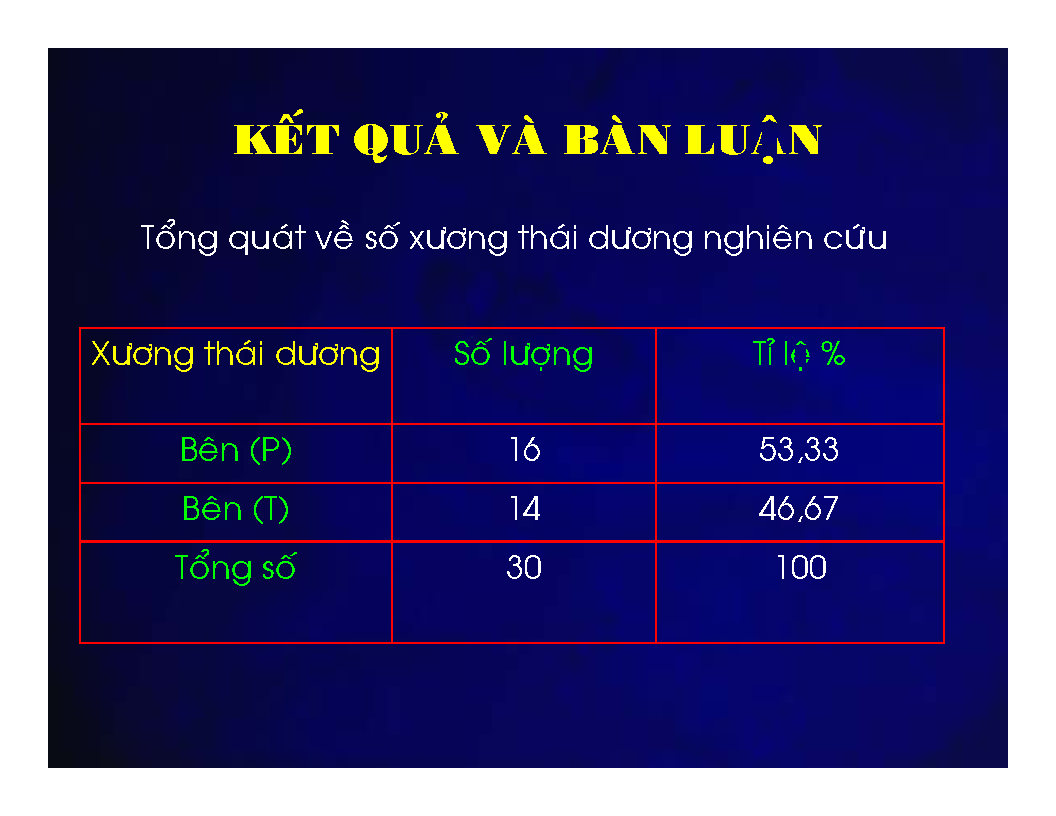 KẾT QUẢ VÀ BÀN LUẬN
Tổng quát về số xương thái dương nghiên cứu
Xương thái dương Số lượng Tỉ lộ %
Bên (P) 16 53,33
Bên (T) 14 46,67
Tổng số 30 100